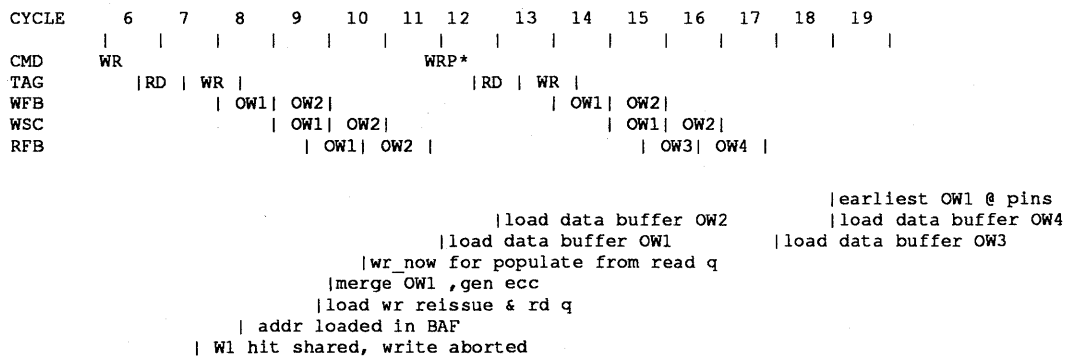 CYCLE 6 7 8 9 10 11 12 13 14 15 16 17 18 19
| | | | | | | | | | | | | | |
CMD WR WRP*
TAG |RD | WR | |RD | WR |
WFB | OW1| OW2| | OW1| OW2|
WSC | OW1| OW2| | OW1| OW2|
RFB | OW1| OW2 | | OW3| OW4 |
|earliest OW1 @ pins
|load data buffer OW2 |load data buffer OW4
|load data buffer OW1 |load data buffer OW3
|wr_now for populate from read q
|merge OW1 ,gen ecc
|load wr reissue & rd q
| addr loaded in BAF
| W1 hit shared, write aborted